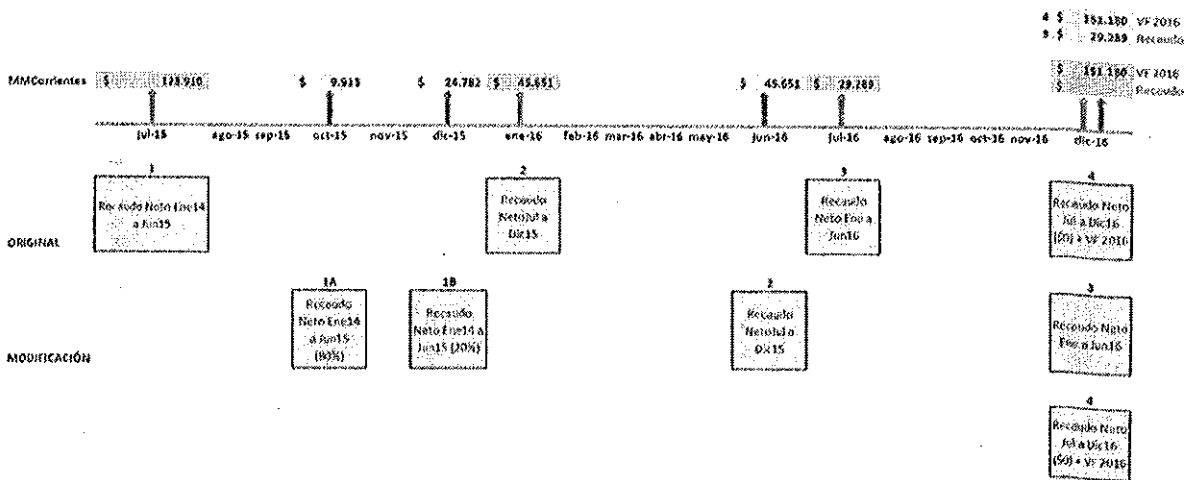 4 $ 151.180 VF 2016
3 $ 29.289 Recaudo
MMCorrientes $ $ 9.913 $ 24.782 $ 45.651 $ 45.651 $ 29.289 $ 151.180 VF 2016
$ Recaudo
jul-15 ago-15 sep-15 oct-15 nov-15 dic-15 ene-16 feb-16 mar-16 abr-16 may-16 jun-16 jul-16 ago-16 sep-16 oct-16 nov-16 dic-16
ORIGINAL
1
Recaudo Neto Ene14
a Jun15
2
Recaudo
Neto Jul a
Dic15
3
Recaudo
Neto Ene a
Jun16
4
Recaudo Neto
Jul a Dic16
($0) + VF 2016
MODIFICACIÓN
1A
Recaudo
Neto Ene14
a Jun15
(80%)
1B
Recaudo
Neto Ene14 a
Jun15 (20%)
2
Recaudo
Neto Jul a
Dic15
3
Recaudo Neto
Ene a Jun16
4
Recaudo Neto
Jul a Dic16
($0) + VF 2016